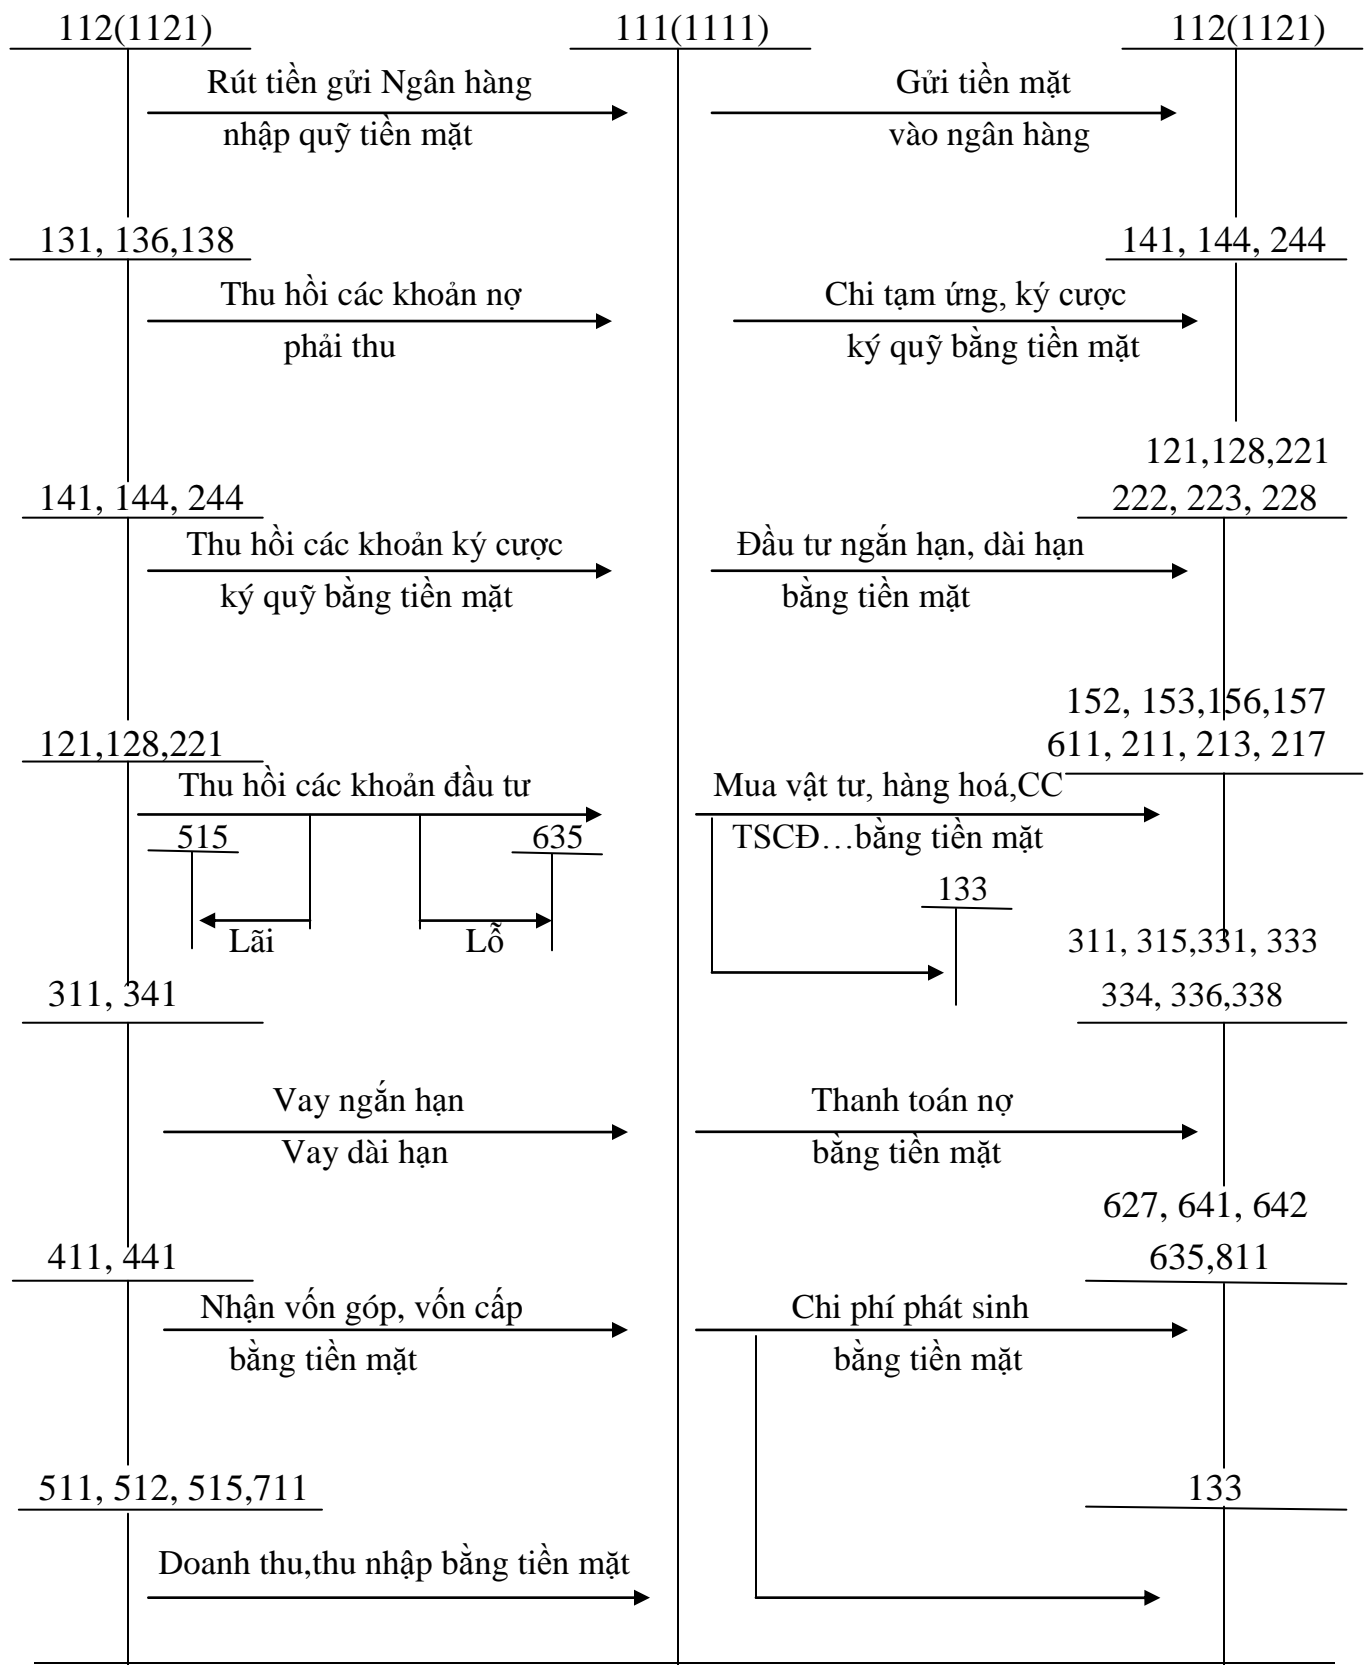 112(1121)
111(1111)
112(1121)
Rút tiền gửi Ngân hàng
nhập quỹ tiền mặt
Gửi tiền mặt
vào ngân hàng
131, 136,138
141, 144, 244
Thu hồi các khoản nợ
phải thu
Chi tạm ứng, ký cược
ký quỹ bằng tiền mặt
121,128,221
141, 144, 244
222, 223, 228
Thu hồi các khoản ký cược
ký quỹ bằng tiền mặt
Đầu tư ngắn hạn, dài hạn
bằng tiền mặt
152, 153,156,157
121,128,221
611, 211, 213, 217
Thu hồi các khoản đầu tư
Mua vật tư, hàng hoá,CC
515
635
TSCĐ…bằng tiền mặt
133
Lãi
Lỗ
311, 315,331, 333
311, 341
334, 336,338
Vay ngắn hạn
Vay dài hạn
Thanh toán nợ
bằng tiền mặt
627, 641, 642
411, 441
635,811
Nhận vốn góp, vốn cấp
bằng tiền mặt
Chi phí phát sinh
bằng tiền mặt
511, 512, 515,711
133
Doanh thu,thu nhập bằng tiền mặt